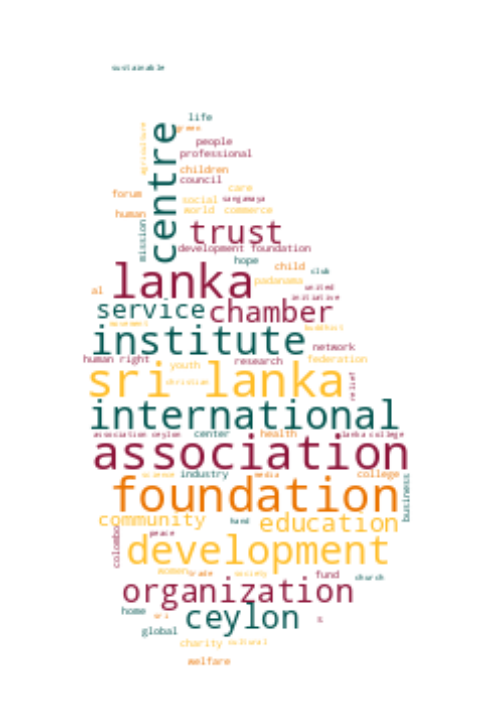 sustainable
life
green
people
agriculture
professional
centre
children
council
care
forum
social sangamaya
human
world commerce
mission
trust
development foundation
hope
child
club
lanka
padanama
al
united
initiative
service chamber
movement
buddhist
institute
network
human right
research
federation
youth
sri lanka
christian
relief
international
association ceylon
center
health
lanka college
association
science
industry
media
college
foundation
business
community
hand
education
colombo
peace
development
women
trade
society
fund
church
organization
home
sri
ceylon
s
global
charity
cultural
welfare